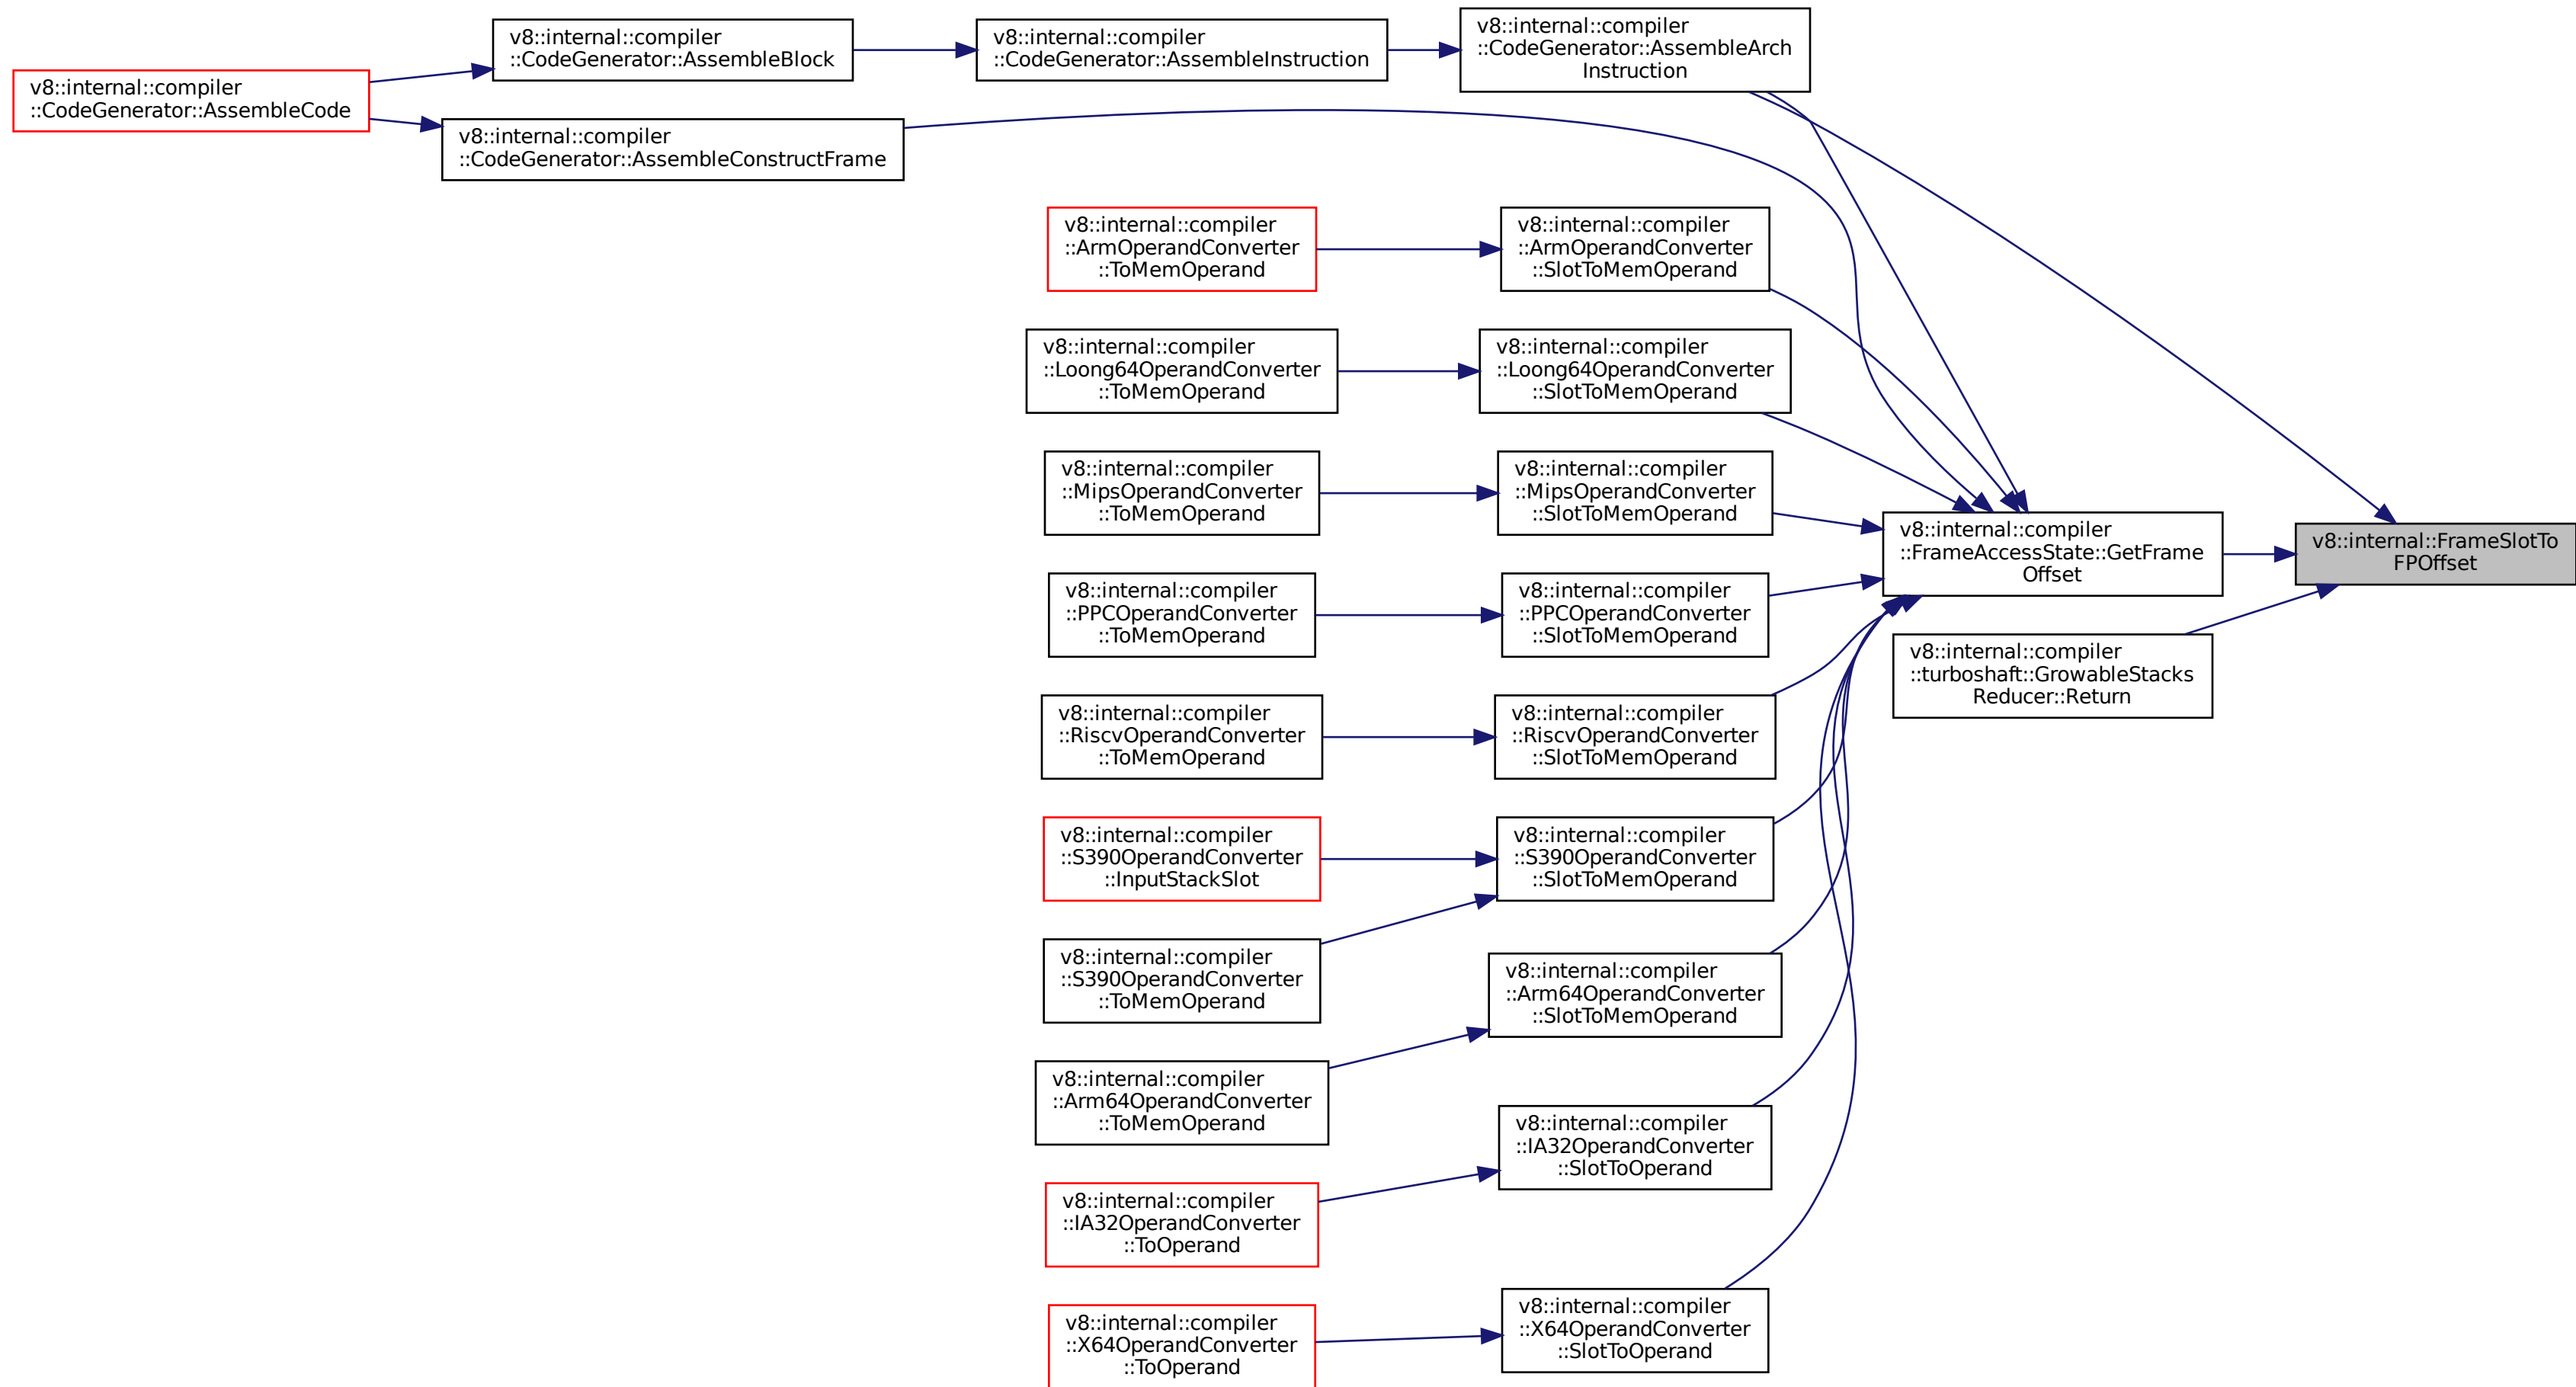 v8::internal::compiler
::CodeGenerator::AssembleCode
v8::internal::compiler
::CodeGenerator::AssembleBlock
v8::internal::compiler
::CodeGenerator::AssembleConstructFrame
v8::internal::compiler
::CodeGenerator::AssembleInstruction
v8::internal::compiler
::CodeGenerator::AssembleArch
Instruction
v8::internal::compiler
::ArmOperandConverter
::ToMemOperand
v8::internal::compiler
::ArmOperandConverter
::SlotToMemOperand
v8::internal::compiler
::Loong64OperandConverter
::ToMemOperand
v8::internal::compiler
::Loong64OperandConverter
::SlotToMemOperand
v8::internal::compiler
::MipsOperandConverter
::ToMemOperand
v8::internal::compiler
::MipsOperandConverter
::SlotToMemOperand
v8::internal::compiler
::FrameAccessState::GetFrame
Offset
v8::internal::FrameSlotTo
FPOffset
v8::internal::compiler
::PPCOperandConverter
::ToMemOperand
v8::internal::compiler
::PPCOperandConverter
::SlotToMemOperand
v8::internal::compiler
::turboshaft::GrowableStacks
Reducer::Return
v8::internal::compiler
::RiscvOperandConverter
::ToMemOperand
v8::internal::compiler
::RiscvOperandConverter
::SlotToMemOperand
v8::internal::compiler
::S390OperandConverter
::InputStackSlot
v8::internal::compiler
::S390OperandConverter
::SlotToMemOperand
v8::internal::compiler
::S390OperandConverter
::ToMemOperand
v8::internal::compiler
::Arm64OperandConverter
::SlotToMemOperand
v8::internal::compiler
::Arm64OperandConverter
::ToMemOperand
v8::internal::compiler
::IA32OperandConverter
::SlotToOperand
v8::internal::compiler
::IA32OperandConverter
::ToOperand
v8::internal::compiler
::X64OperandConverter
::SlotToOperand
v8::internal::compiler
::X64OperandConverter
::ToOperand